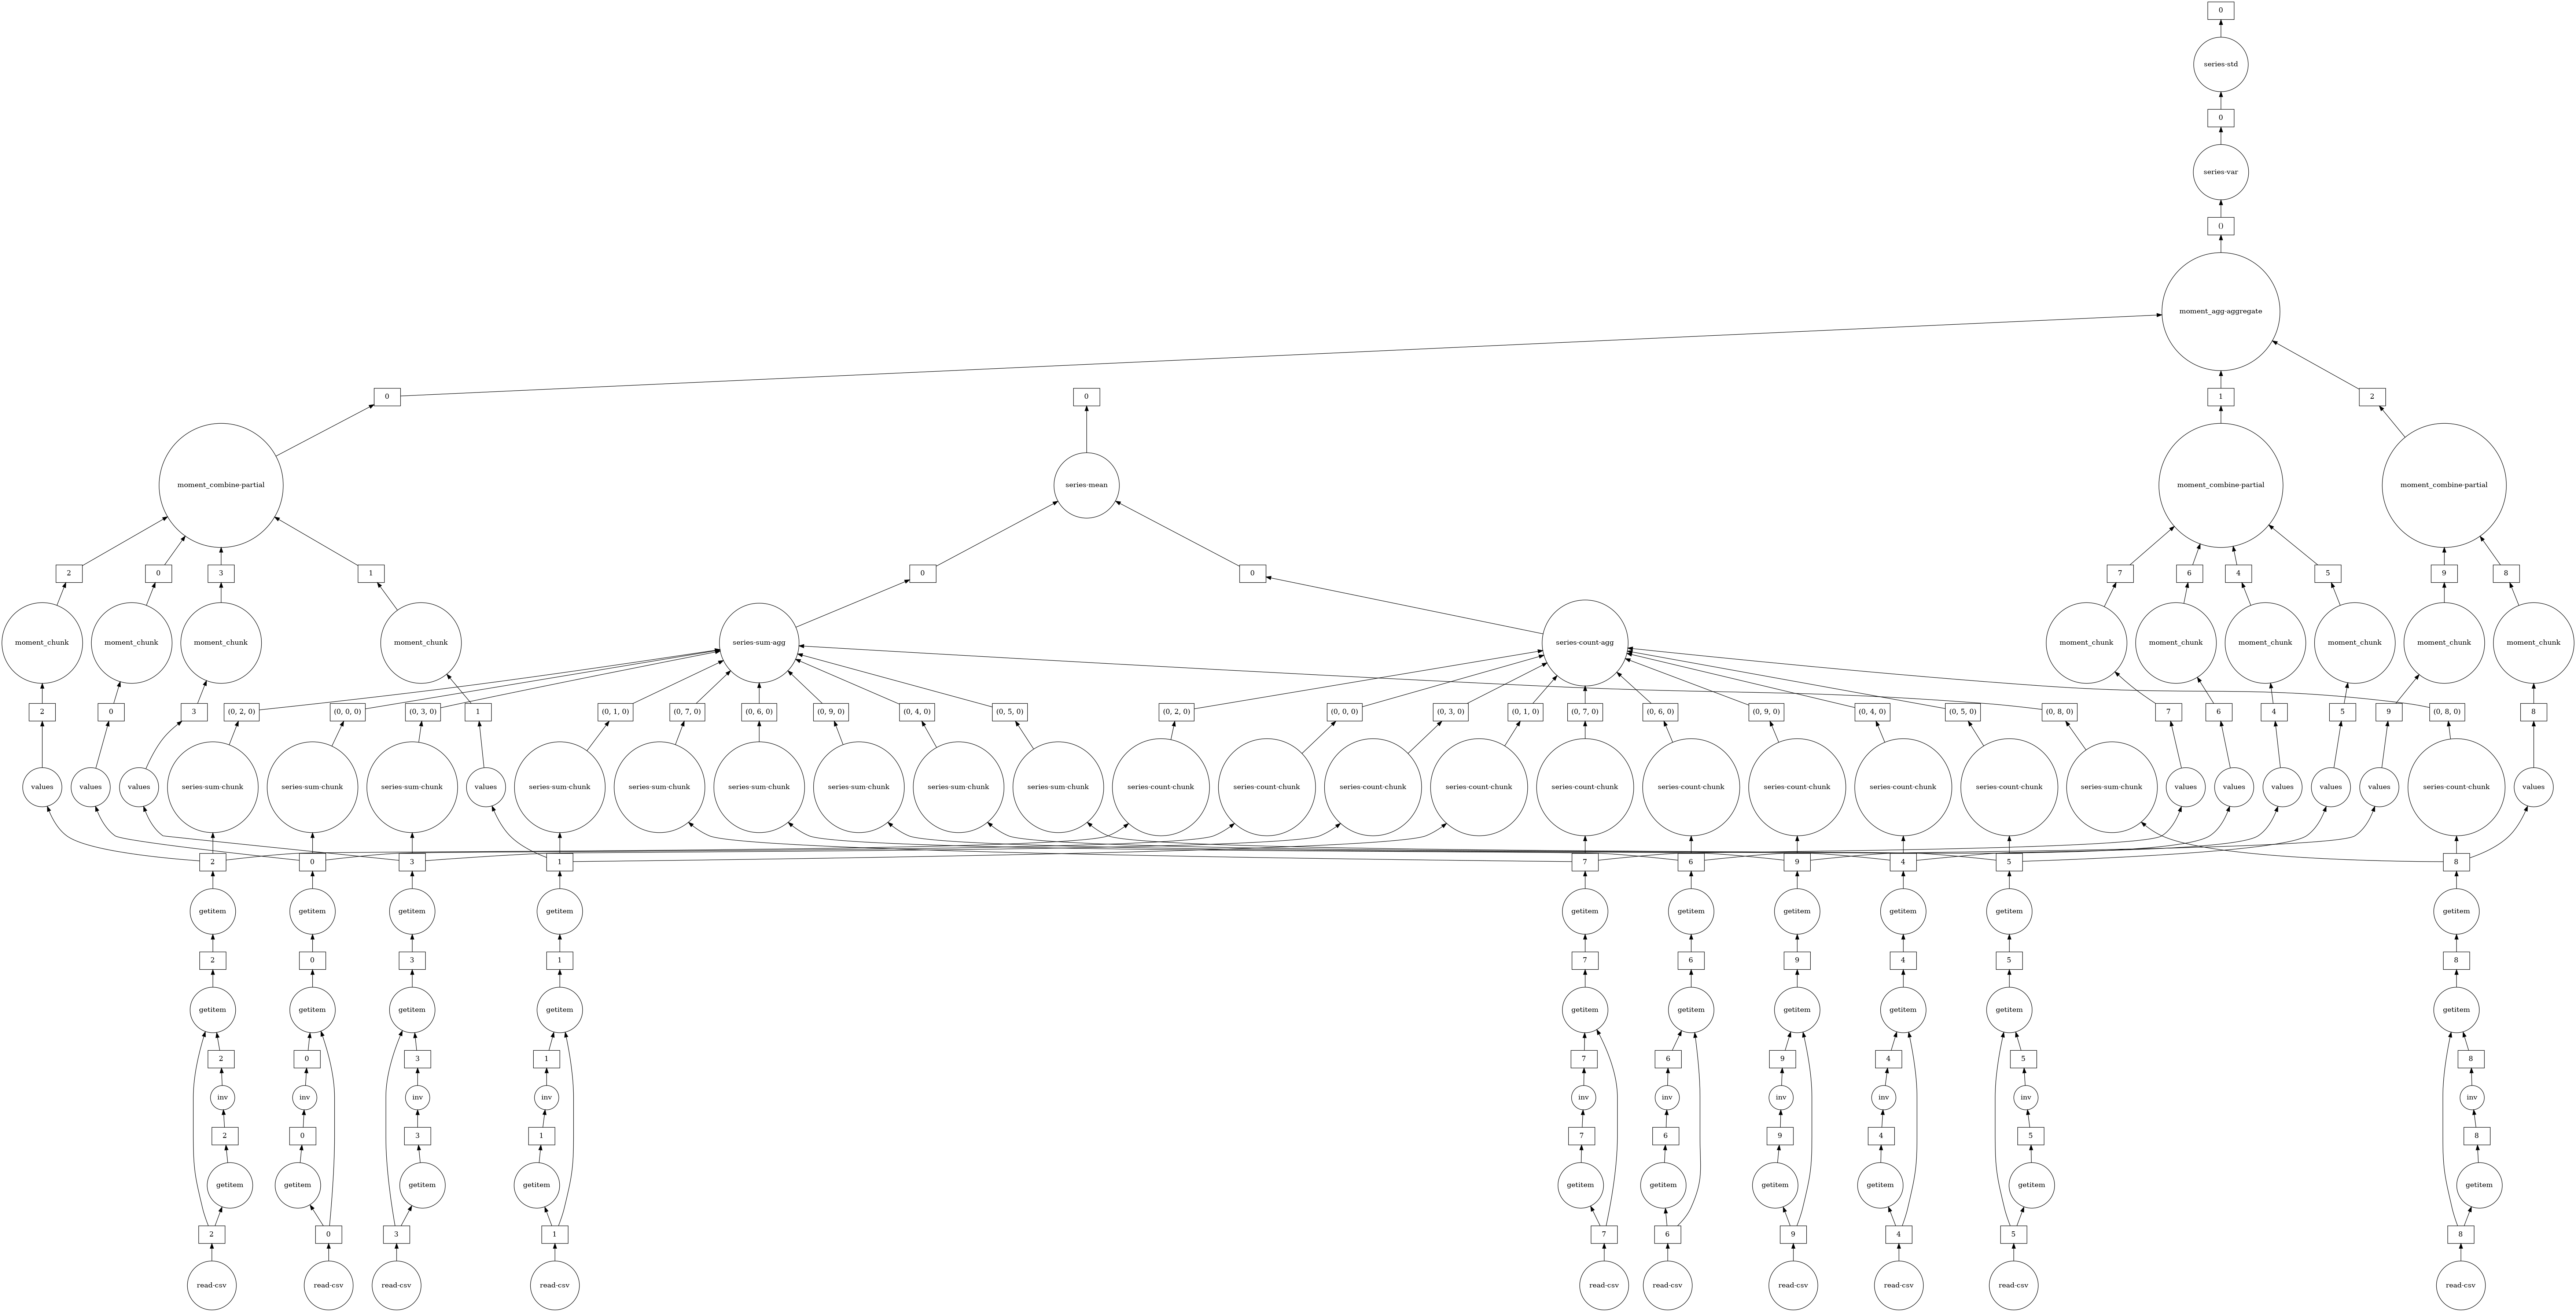 0
series-std
0
series-var
()
moment_agg-aggregate
0
0
1
2
moment_combine-partial
series-mean
moment_combine-partial
moment_combine-partial
2
0
3
1
0
0
7
6
4
5
9
8
moment_chunk
moment_chunk
moment_chunk
moment_chunk
series-sum-agg
series-count-agg
moment_chunk
moment_chunk
moment_chunk
moment_chunk
moment_chunk
moment_chunk
2
0
3
(0, 2, 0)
(0, 0, 0)
(0, 3, 0)
1
(0, 1, 0)
(0, 7, 0)
(0, 6, 0)
(0, 9, 0)
(0, 4, 0)
(0, 5, 0)
(0, 2, 0)
(0, 0, 0)
(0, 3, 0)
(0, 1, 0)
(0, 7, 0)
(0, 6, 0)
(0, 9, 0)
(0, 4, 0)
(0, 5, 0)
(0, 8, 0)
7
6
4
5
9
(0, 8, 0)
8
values
values
values
series-sum-chunk
series-sum-chunk
series-sum-chunk
values
series-sum-chunk
series-sum-chunk
series-sum-chunk
series-sum-chunk
series-sum-chunk
series-sum-chunk
series-count-chunk
series-count-chunk
series-count-chunk
series-count-chunk
series-count-chunk
series-count-chunk
series-count-chunk
series-count-chunk
series-count-chunk
series-sum-chunk
values
values
values
values
values
series-count-chunk
values
2
0
3
1
7
6
9
4
5
8
getitem
getitem
getitem
getitem
getitem
getitem
getitem
getitem
getitem
getitem
2
0
3
1
7
6
9
4
5
8
getitem
getitem
getitem
getitem
getitem
getitem
getitem
getitem
getitem
getitem
2
0
3
1
7
6
9
4
5
8
inv
inv
inv
inv
inv
inv
inv
inv
inv
inv
2
0
3
1
7
6
9
4
5
8
getitem
getitem
getitem
getitem
getitem
getitem
getitem
getitem
getitem
getitem
2
0
3
1
7
6
9
4
5
8
read-csv
read-csv
read-csv
read-csv
read-csv
read-csv
read-csv
read-csv
read-csv
read-csv